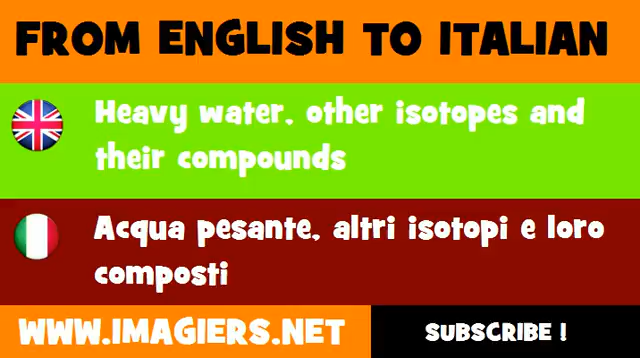 FROM ENGLISH TO ITALIAN
Heavy water, other isotopes and
their compounds
Acqua pesante, altri isotopi e loro
composti
WWW.IMAGIERS.NET
SUBSCRIBE !